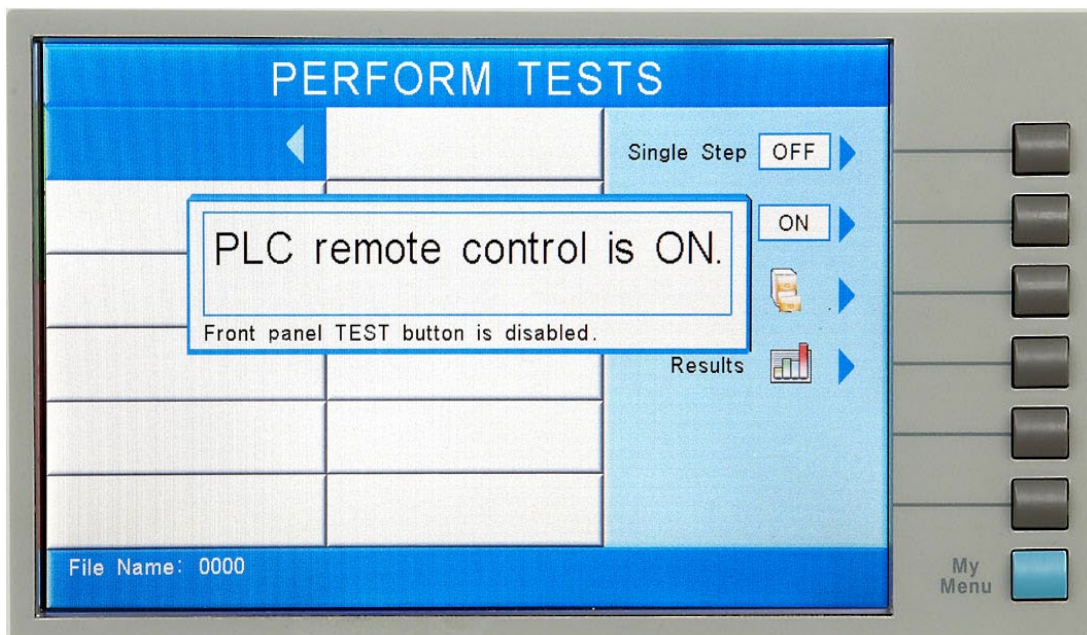 PERFORM TESTS
Single Step OFF
PLC remote control is ON.
ON
Front panel TEST button is disabled.
Results
File Name: 0000
My
Menu